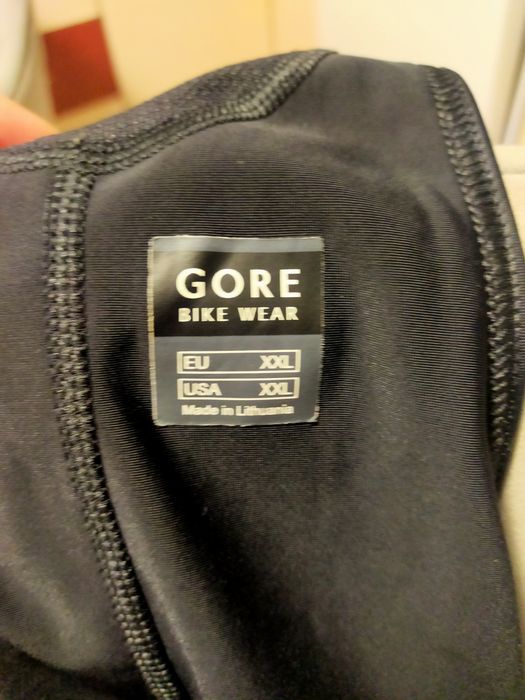 GORE
BIKE WEAR
EU XXL
USA XXL
Made in Lithuania